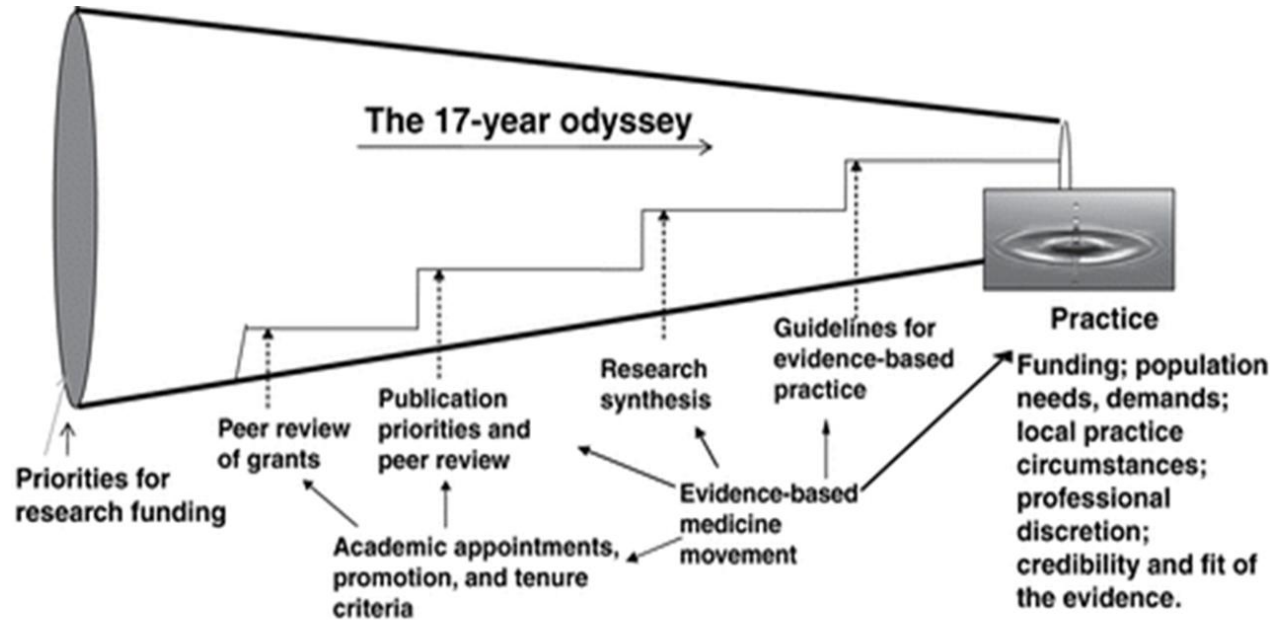 The 17-year odyssey
Priorities for
research funding
Peer review
of grants
Publication
priorities and
peer review
Research
synthesis
Guidelines for
evidence-based
practice
Practice
Funding; population
needs, demands;
local practice
circumstances;
professional
discretion;
credibility and fit of
the evidence.
Evidence-based
medicine
movement
Academic appointments,
promotion, and tenure
criteria